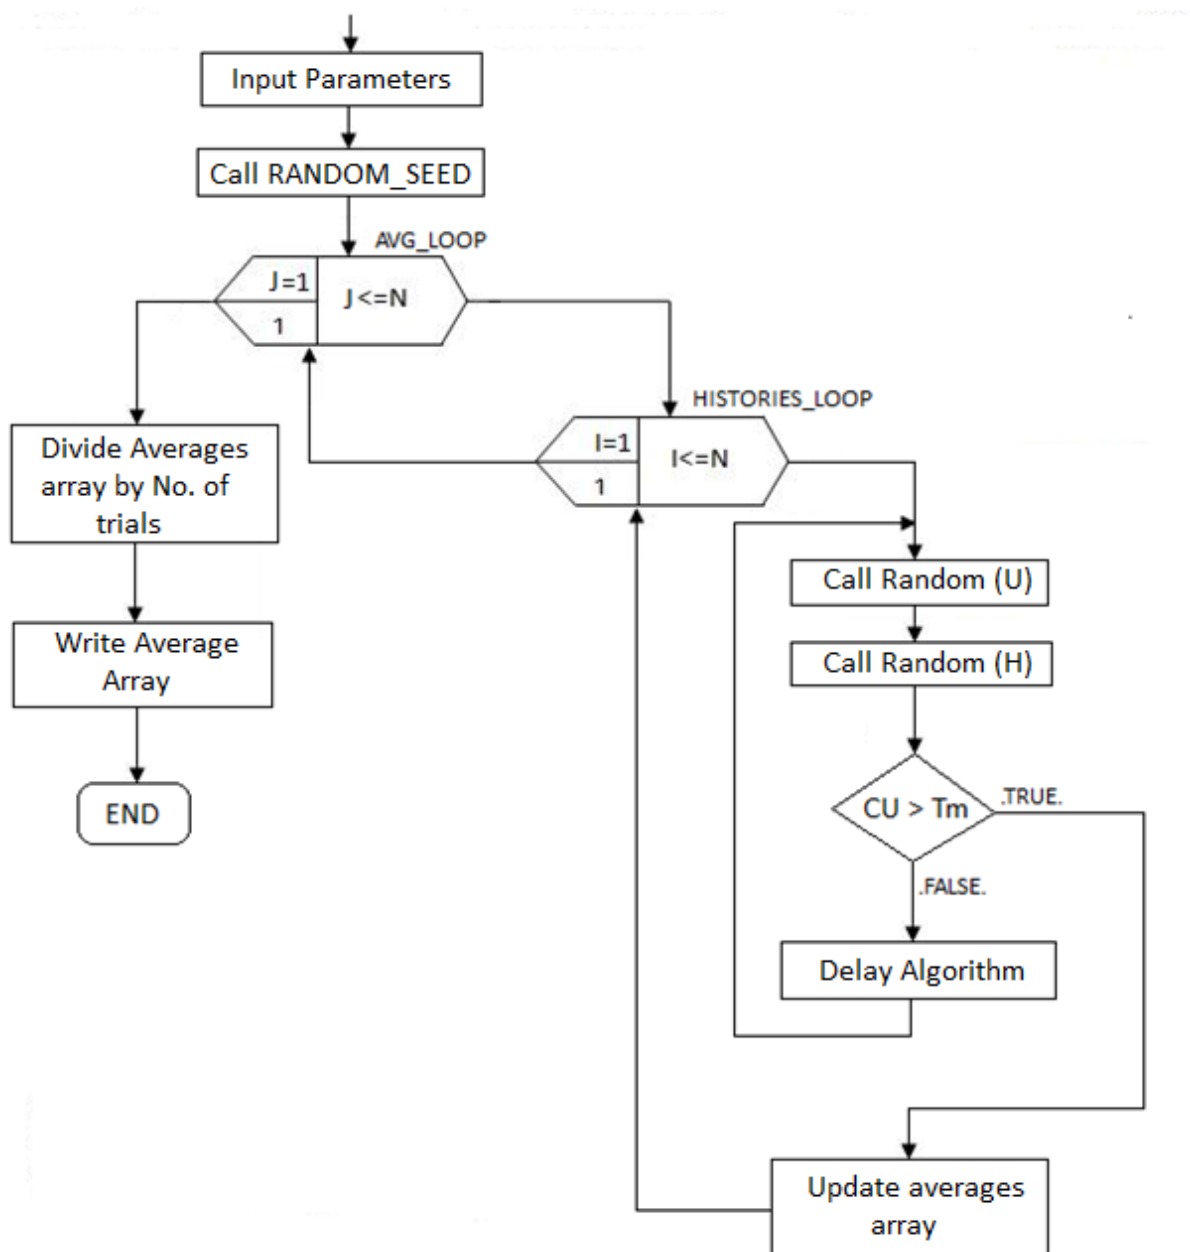 Input Parameters
Call RANDOM_SEED
AVG_LOOP
J=1
J<=N
1
HISTORIES_LOOP
I=1
I<=N
1
Divide Averages
array by No. of
trials
Write Average
Array
END
Call Random (U)
Call Random (H)
CU > Tm
.TRUE.
.FALSE.
Delay Algorithm
Update averages
array